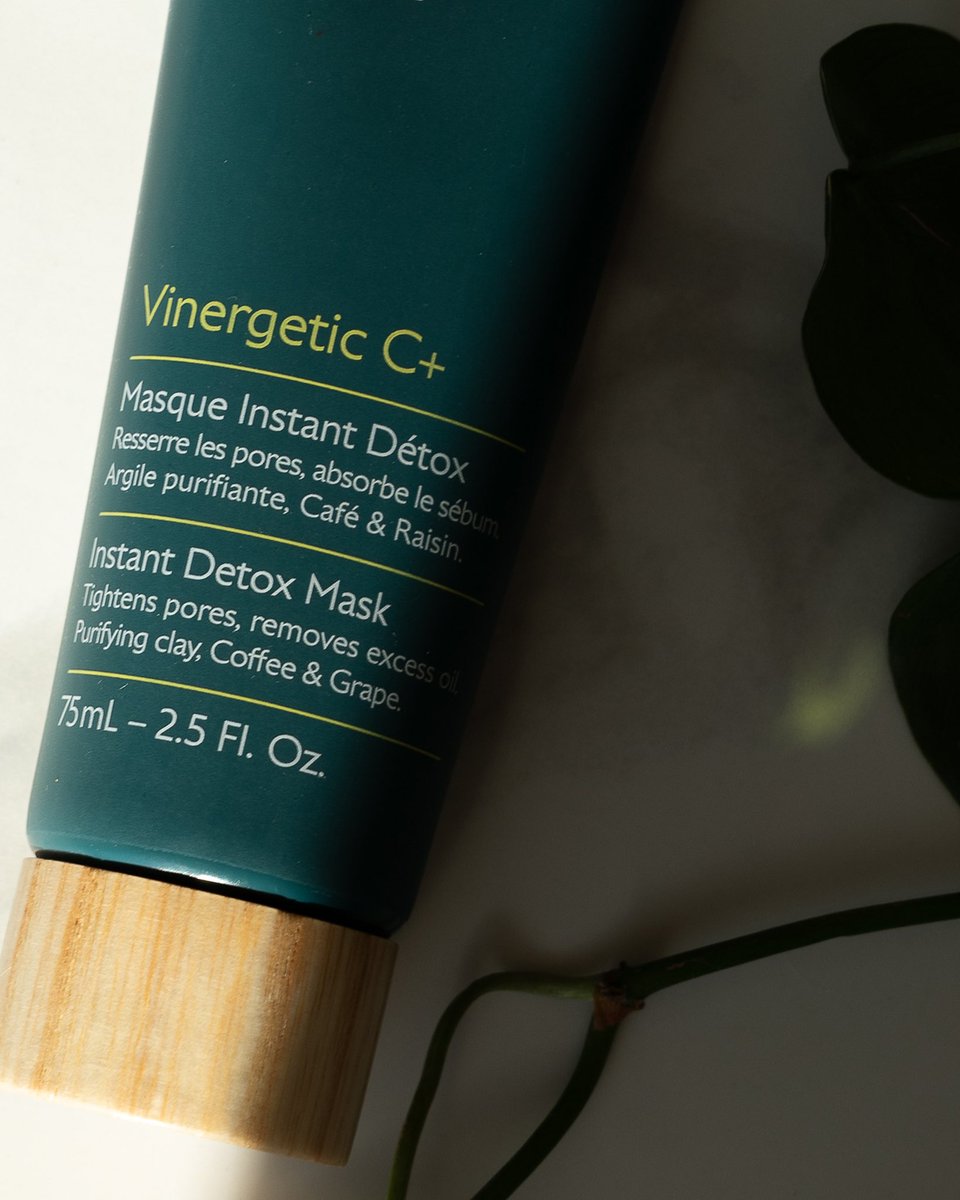 Vinergetic C+
Masque Instant Détox
Resserre les pores, absorbe le sébum.
Argile purifiante, Café & Raisin.
Instant Detox Mask
Tightens pores, removes excess oil.
Purifying clay, Coffee & Grape.
75mL – 2.5 Fl. Oz.